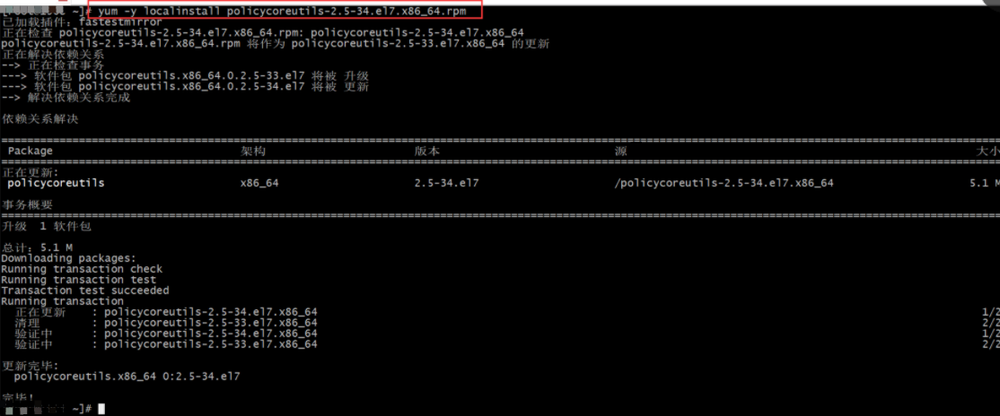 ~]# yum -y localinstall policycoreutils-2.5-34.el7.x86_64.rpm
已加载插件：fastestmirror
正在检查 policycoreutils-2.5-34.el7.x86_64.rpm: policycoreutils-2.5-34.el7.x86_64
policycoreutils-2.5-34.el7.x86_64.rpm 将作为 policycoreutils-2.5-33.el7.x86_64 的更新
正在解决依赖关系
--> 正在检查事务
---> 软件包 policycoreutils.x86_64.0.2.5-33.el7 将被 升级
---> 软件包 policycoreutils.x86_64.0.2.5-34.el7 将被 更新
--> 解决依赖关系完成
依赖关系解决
Package 架构 版本 源 大小
正在更新:
policycoreutils x86_64 2.5-34.el7 /policycoreutils-2.5-34.el7.x86_64 5.1 M
事务概要
升级 1 软件包
总计：5.1 M
Downloading packages:
Running transaction check
Running transaction test
Transaction test succeeded
Running transaction
正在更新 : policycoreutils-2.5-34.el7.x86_64 1/2
清理 : policycoreutils-2.5-33.el7.x86_64 2/2
验证中 : policycoreutils-2.5-34.el7.x86_64 1/2
验证中 : policycoreutils-2.5-33.el7.x86_64 2/2
更新完毕:
policycoreutils.x86_64 0:2.5-34.el7
完毕！
~]#